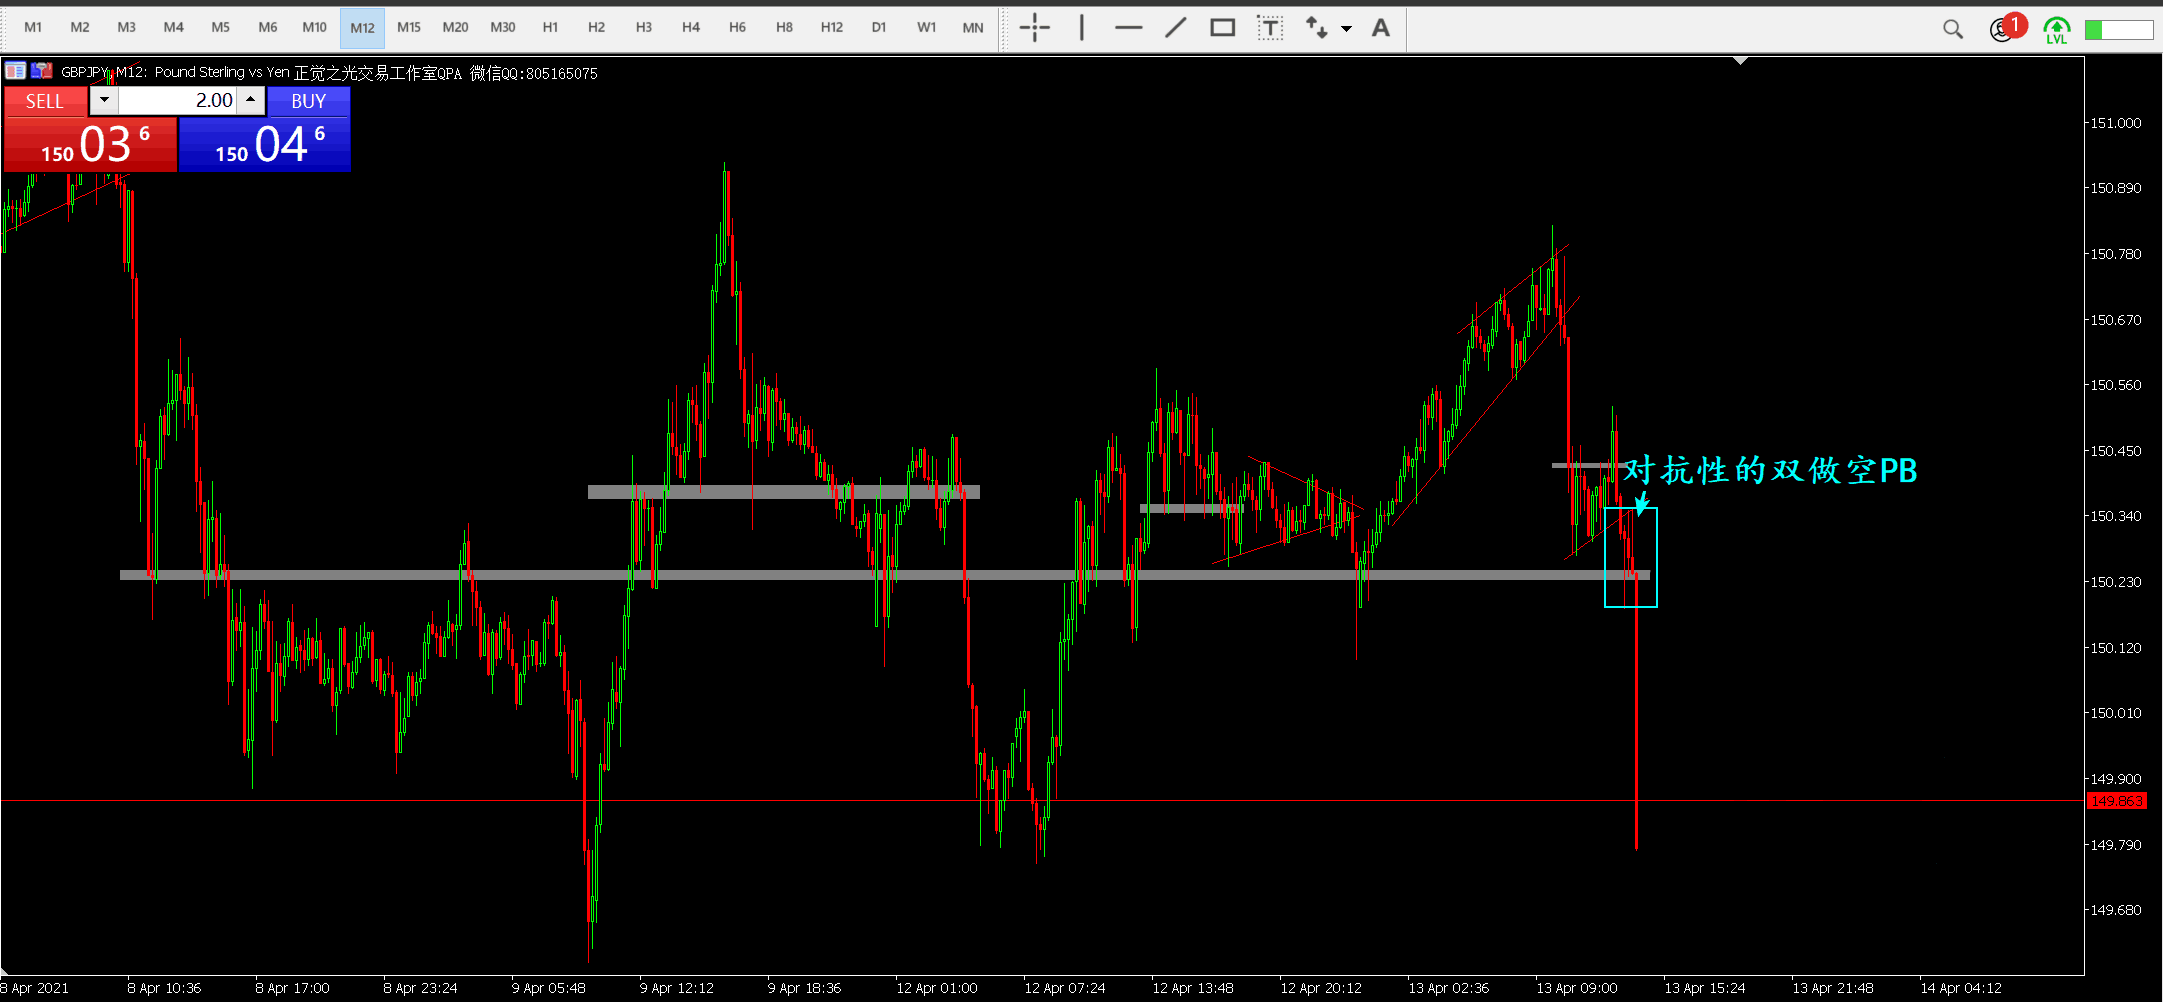 M1 M2 M3 M4 M5 M6 M10 M12 M15 M20 M30 H1 H2 H3 H4 H6 H8 H12 D1 W1 MN T A 1 LVL
GBPJPY, M12: Pound Sterling vs Yen 正觉之光交易工作室QPA 微信QQ:805165075
SELL 2.00 BUY
150 03 6 150 04 6
151.000
150.890
150.780
150.670
150.560
150.450
对抗性的双做空PB
150.340
150.230
150.120
150.010
149.900
149.863
149.790
149.680
8 Apr 2021 8 Apr 10:36 8 Apr 17:00 8 Apr 23:24 9 Apr 05:48 9 Apr 12:12 9 Apr 18:36 12 Apr 01:00 12 Apr 07:24 12 Apr 13:48 12 Apr 20:12 13 Apr 02:36 13 Apr 09:00 13 Apr 15:24 13 Apr 21:48 14 Apr 04:12